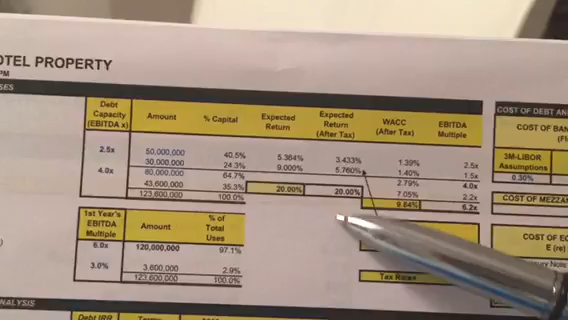 OTEL PROPERTY
PM
SES
Debt Capacity (EBITDA x) Amount % Capital Expected Return Expected Return (After Tax) WACC (After Tax) EBITDA Multiple
2.5x 50,000,000 40.5% 5.364% 3.433% 1.39% 2.5x
30,000,000 24.3% 9.000% 5.760% 1.40% 1.5x
4.0x 80,000,000 64.7% 2.79% 4.0x
43,600,000 35.3% 20.00% 20.00% 7.05% 2.2x
123,600,000 100.0% 9.84% 6.2x
1st Year's EBITDA Multiple Amount % of Total Uses
6.0x 120,000,000 97.1%
3.0% 3,600,000 2.9%
123,600,000 100.0%
COST OF DEBT AN
COST OF BAN
3M-LIBOR Assumptions
0.30%
COST OF MEZZA
COST OF EQ
E (re)
Tax Rates
NALYSIS
Debt IRR